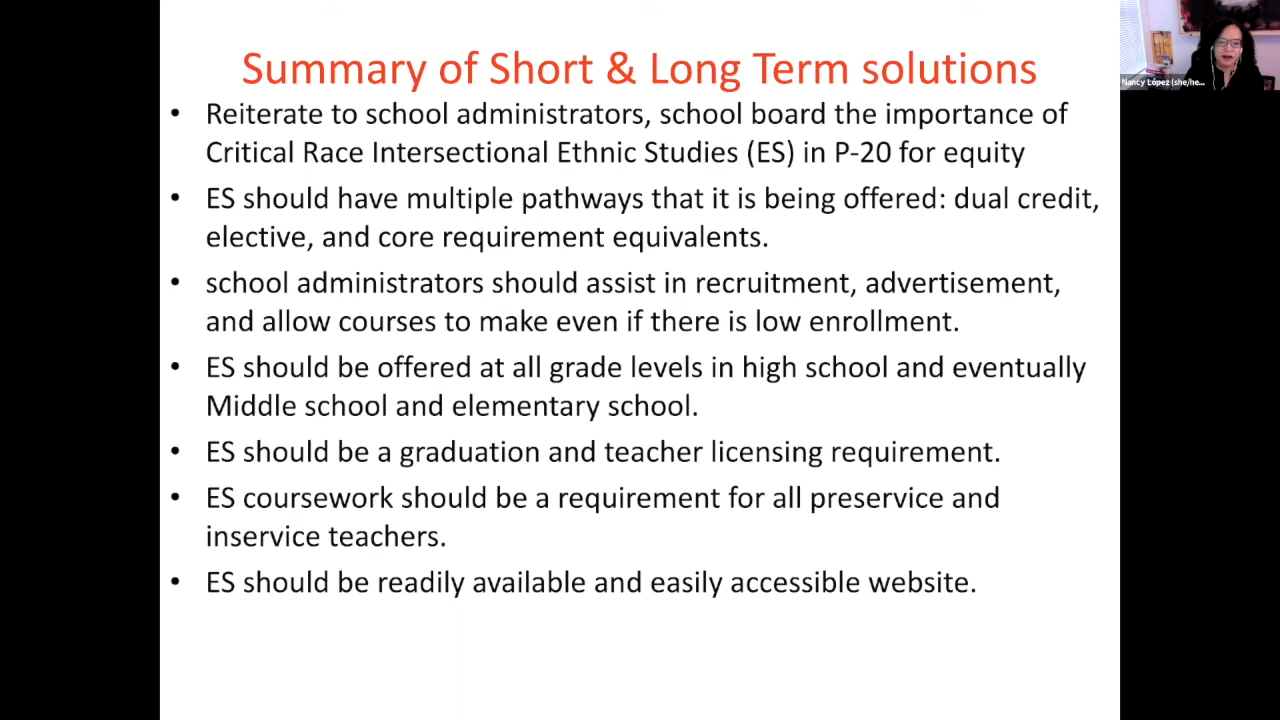 Summary of Short & Long Term solutions
• Reiterate to school administrators, school board the importance of
Critical Race Intersectional Ethnic Studies (ES) in P-20 for equity
• ES should have multiple pathways that it is being offered: dual credit,
elective, and core requirement equivalents.
• school administrators should assist in recruitment, advertisement,
and allow courses to make even if there is low enrollment.
• ES should be offered at all grade levels in high school and eventually
Middle school and elementary school.
• ES should be a graduation and teacher licensing requirement.
• ES coursework should be a requirement for all preservice and
inservice teachers.
• ES should be readily available and easily accessible website.
Nancy López (she/he...